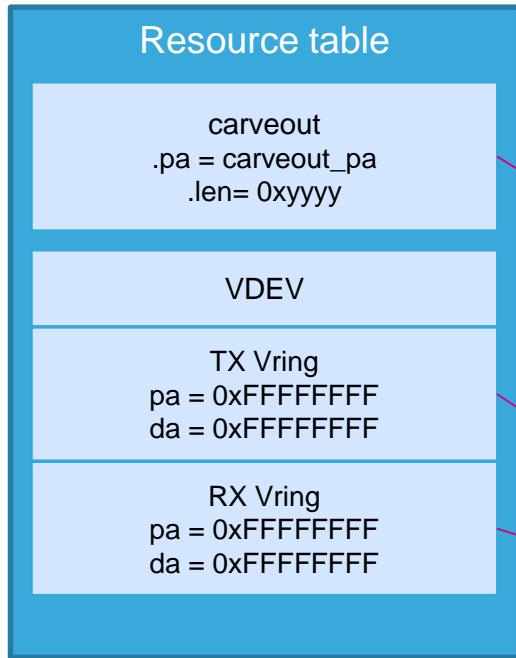 Resource table
carveout
.pa = carveout_pa
.len= 0xyyyy
VDEV
TX Vring
pa = 0xFFFFFFFF
da = 0xFFFFFFFF
RX Vring
pa = 0xFFFFFFFF
da = 0xFFFFFFFF